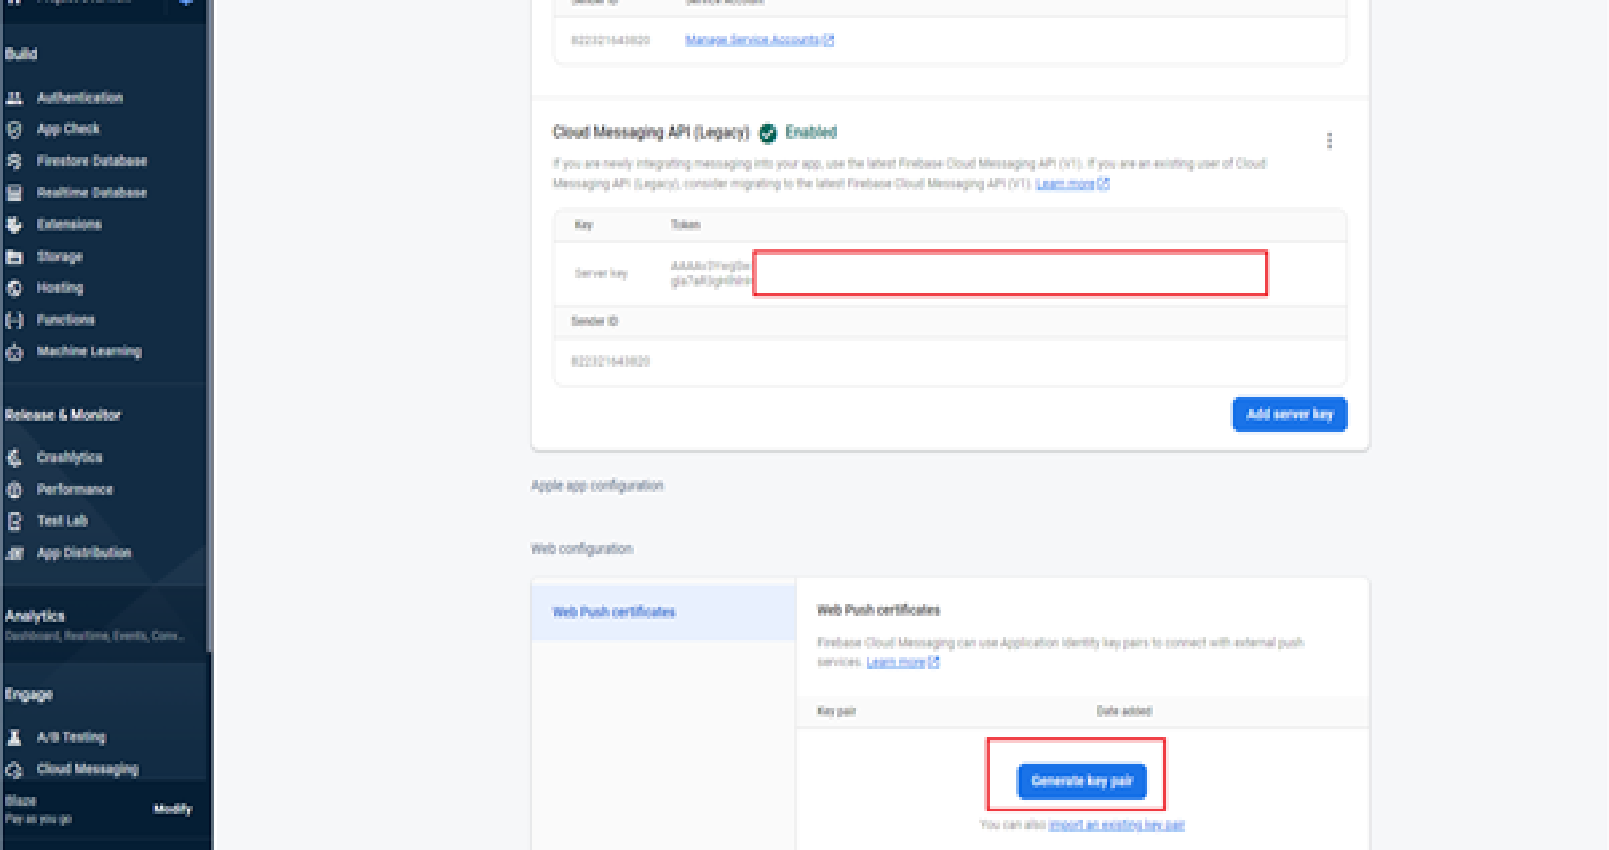 Build
Authentication
App Check
Firestore Database
Realtime Database
Extensions
Storage
Hosting
Functions
Machine Learning
Release & Monitor
Crashlytics
Performance
Test Lab
App Distribution
Analytics
Dashboard, Realtime, Events, Conv...
Engage
A/B Testing
Cloud Messaging
Blaze
Pay as you go
Modify
Sender ID
Service Account
822321643820
Manage Service Accounts
Cloud Messaging API (Legacy) Enabled
If you are newly integrating messaging into your app, use the latest Firebase Cloud Messaging API (V1). If you are an existing user of Cloud
Messaging API (Legacy), consider migrating to the latest Firebase Cloud Messaging API (V1). Learn more
Key
Token
Server key
Sender ID
822321643820
Add server key
Apple app configuration
Web configuration
Web Push certificates
Web Push certificates
Firebase Cloud Messaging can use Application Identity key pairs to connect with external push
services. Learn more
Key pair
Date added
Generate key pair
You can also import an existing key pair